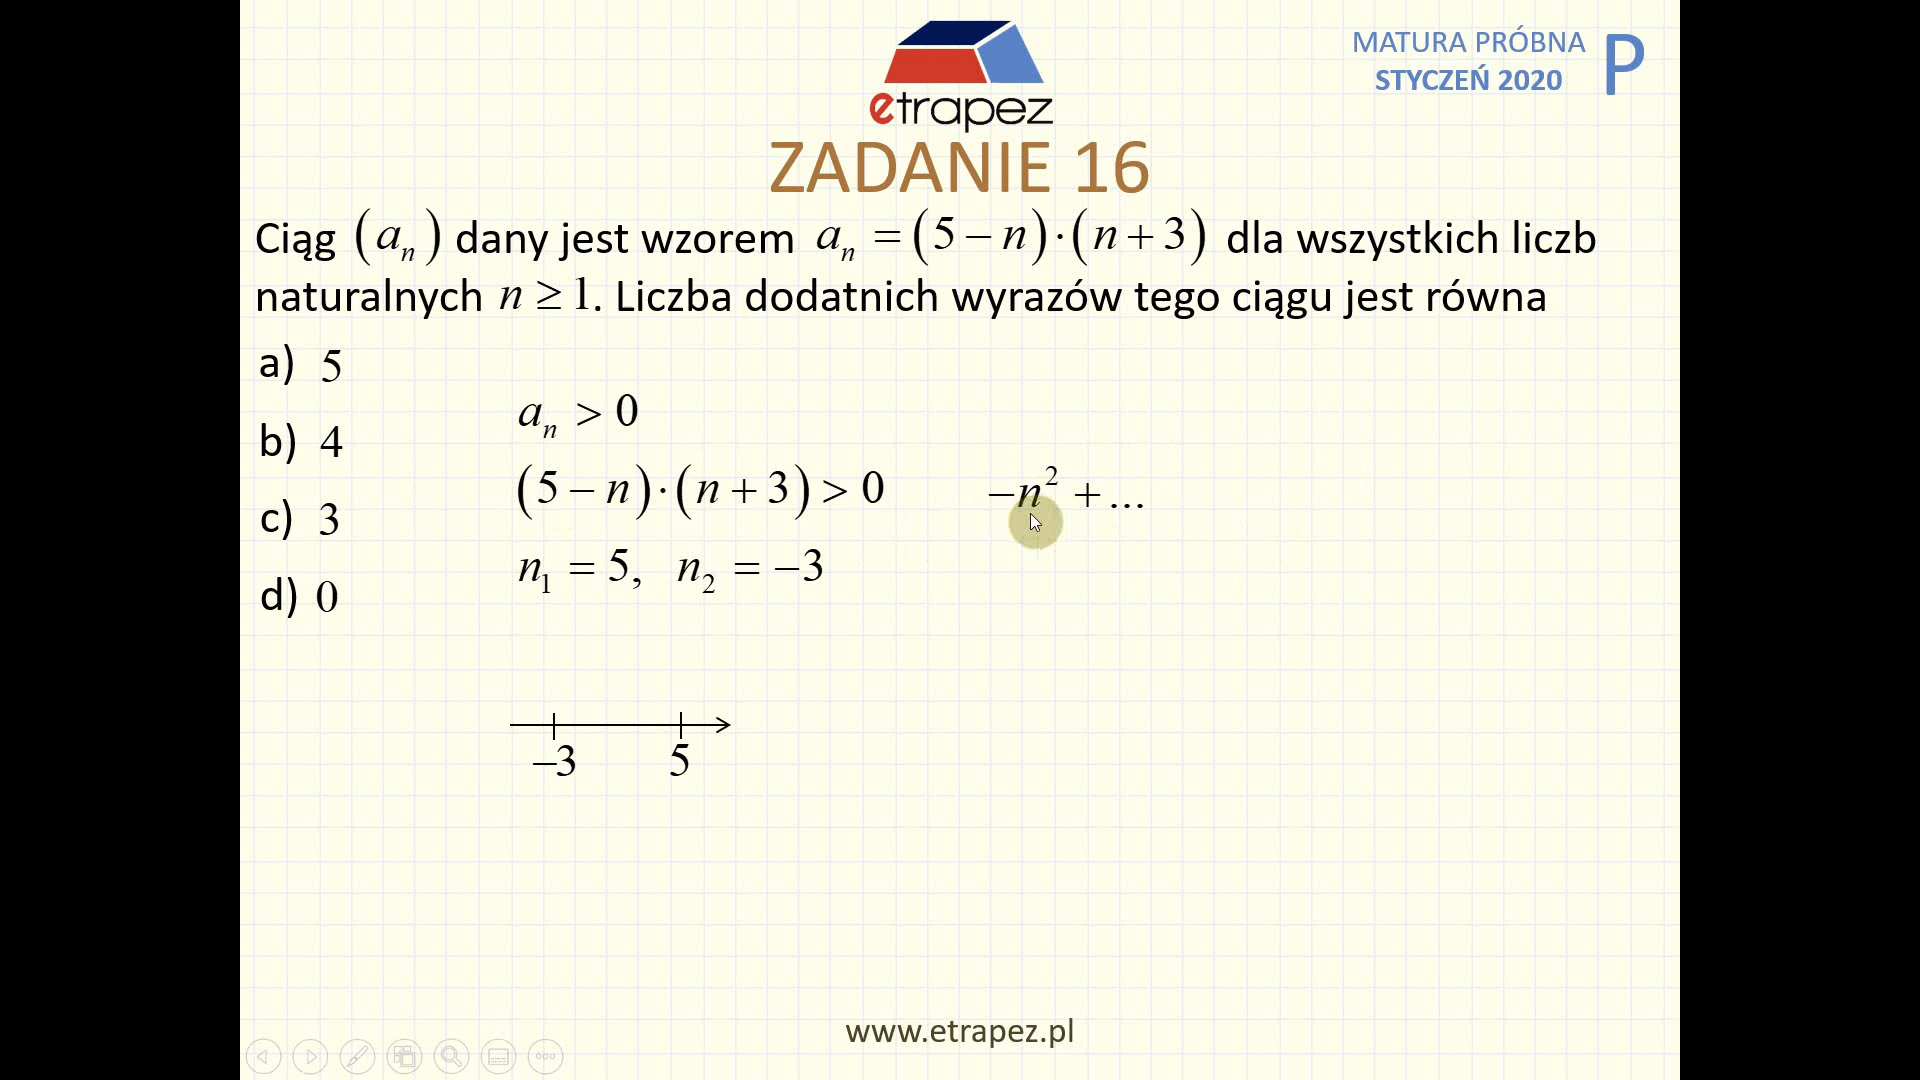 etrapez
MATURA PRÓBNA
STYCZEŃ 2020
P
ZADANIE 16
Ciąg (aₙ) dany jest wzorem aₙ = (5 − n)·(n + 3) dla wszystkich liczb
naturalnych n ≥ 1. Liczba dodatnich wyrazów tego ciągu jest równa
a) 5
b) 4
c) 3
d) 0
aₙ > 0
(5 − n)·(n + 3) > 0
−n² + ...
n₁ = 5, n₂ = −3
−3 5
www.etrapez.pl